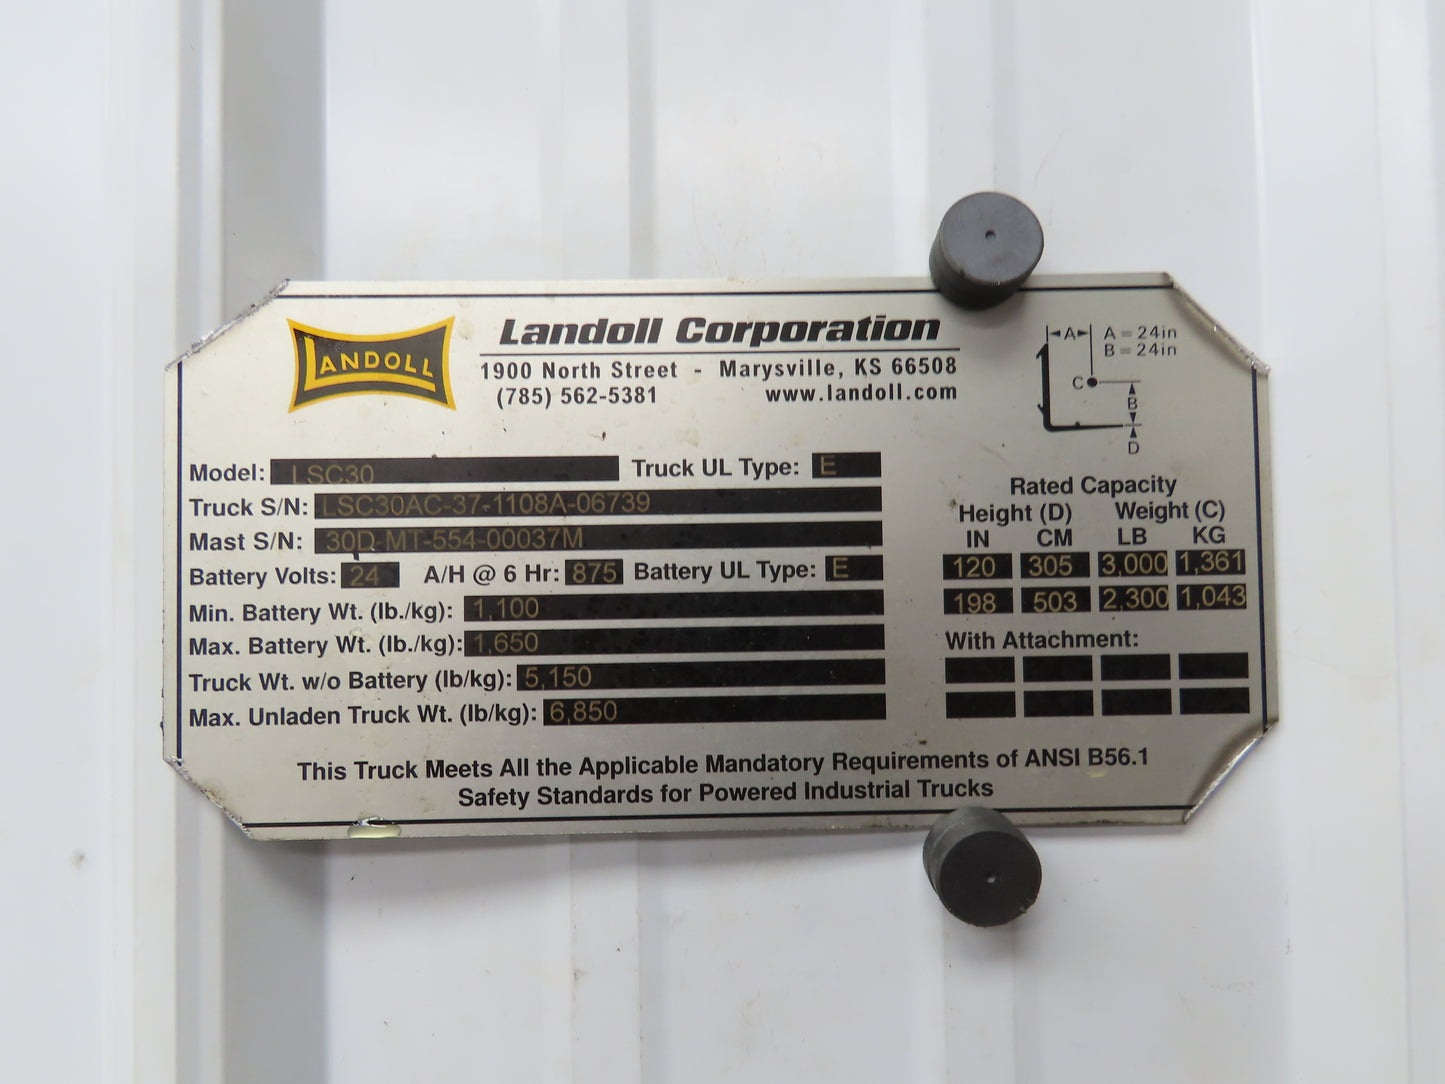 LANDOLL
Landoll Corporation
1900 North Street - Marysville, KS 66508
(785) 562-5381 www.landoll.com
A A = 24in
B = 24in
C
B
D
Model: LSC30 Truck UL Type: E
Truck S/N: LSC30AC-37-1108A-06739
Mast S/N: 30D-MT-554-00037M
Battery Volts: 24 A/H @ 6 Hr: 875 Battery UL Type: E
Min. Battery Wt. (lb./kg): 1,100
Max. Battery Wt. (lb./kg): 1,650
Truck Wt. w/o Battery (lb/kg): 5,150
Max. Unladen Truck Wt. (lb/kg): 6,850
Rated Capacity
Height (D) Weight (C)
IN CM LB KG
120 305 3,000 1,361
198 503 2,300 1,043
With Attachment:
This Truck Meets All the Applicable Mandatory Requirements of ANSI B56.1
Safety Standards for Powered Industrial Trucks